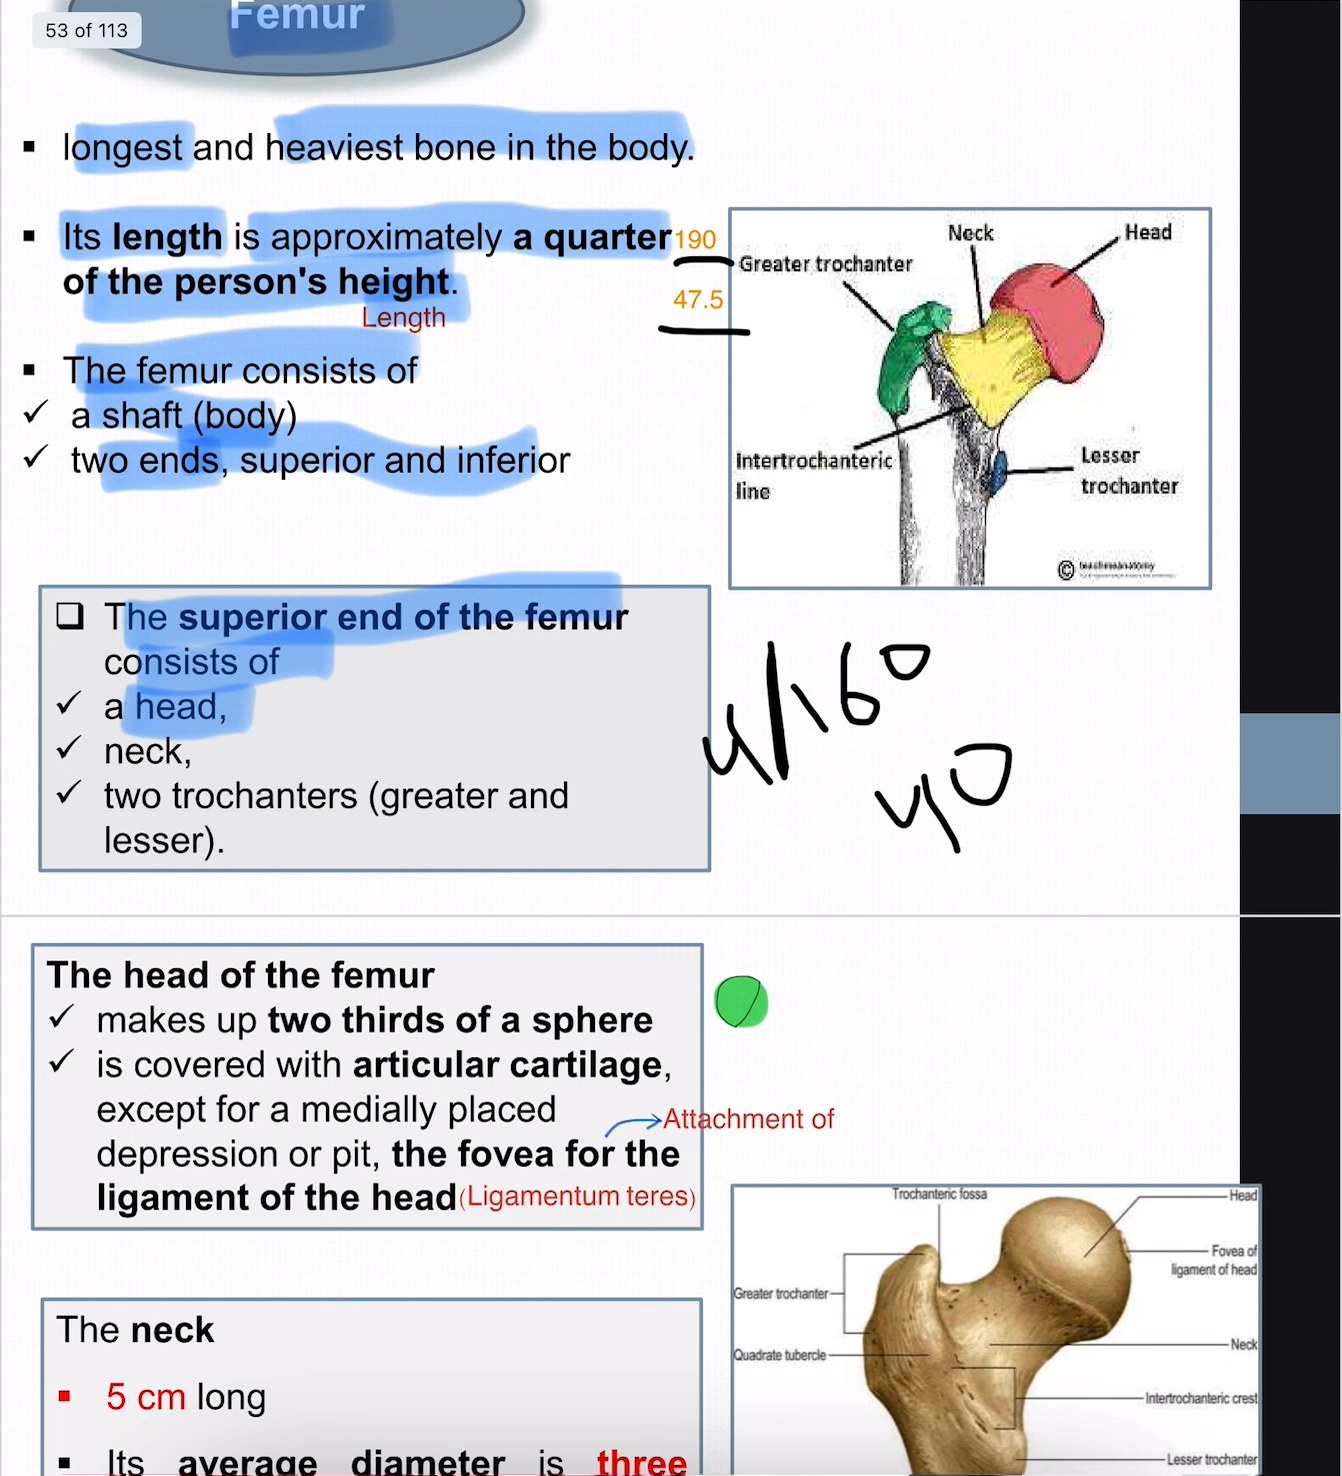 53 of 113
Femur
▪ longest and heaviest bone in the body.
▪ Its length is approximately a quarter
of the person's height.
Length
190
47.5
▪ The femur consists of
✓ a shaft (body)
✓ two ends, superior and inferior
Neck
Head
Greater trochanter
Intertrochanteric
line
Lesser
trochanter
©
❑ The superior end of the femur
consists of
✓ a head,
✓ neck,
✓ two trochanters (greater and
lesser).
4/160
40
The head of the femur
✓ makes up two thirds of a sphere
✓ is covered with articular cartilage,
except for a medially placed
depression or pit, the fovea for the
ligament of the head (Ligamentum teres)
Attachment of
Trochanteric fossa
Head
Fovea of
ligament of head
Greater trochanter
Quadrate tubercle
Neck
Intertrochanteric crest
Lesser trochanter
The neck
▪ 5 cm long
▪ Its average diameter is three